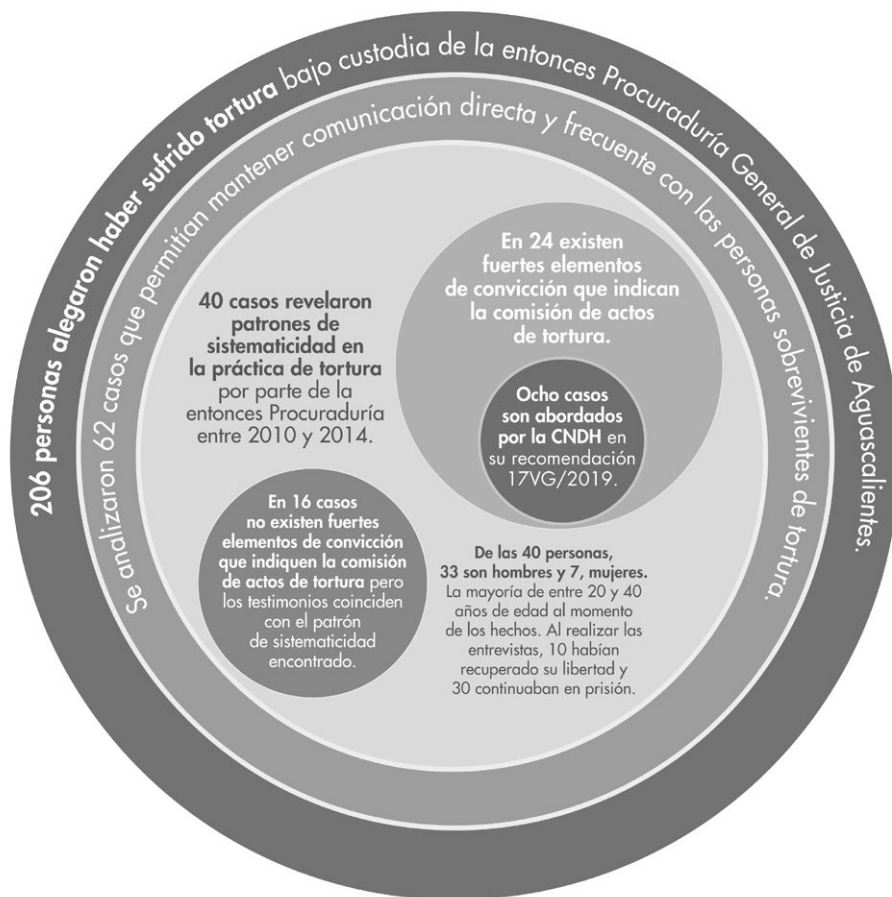 206 personas alegaron haber sufrido tortura bajo custodia de la entonces Procuraduría General de Justicia de Aguascalientes.
Se analizaron 62 casos que permitían mantener comunicación directa y frecuente con las personas sobrevivientes de tortura.
40 casos revelaron
patrones de
sistematicidad en
la práctica de tortura
por parte de la
entonces Procuraduría
entre 2010 y 2014.
En 24 existen
fuertes elementos
de convicción que indican
la comisión de actos
de tortura.
Ocho casos
son abordados
por la CNDH en
su recomendación
17VG/2019.
En 16 casos
no existen fuertes
elementos de convicción
que indiquen la comisión
de actos de tortura pero
los testimonios coinciden
con el patrón
de sistematicidad
encontrado.
De las 40 personas,
33 son hombres y 7, mujeres.
La mayoría de entre 20 y 40
años de edad al momento
de los hechos. Al realizar las
entrevistas, 10 habían
recuperado su libertad y
30 continuaban en prisión.